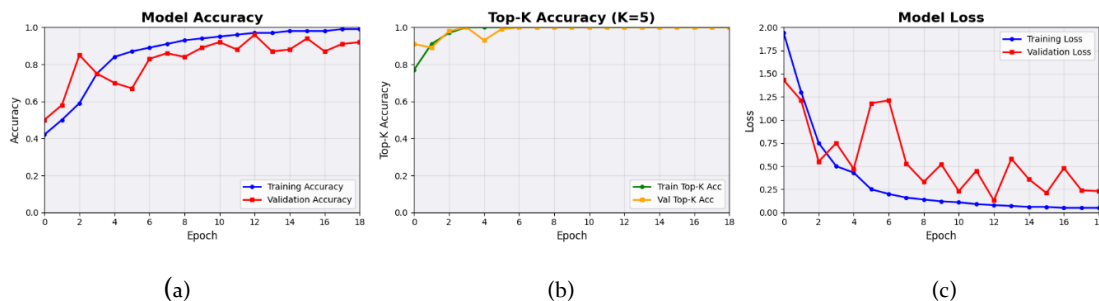 Model Accuracy
Accuracy
1.0
0.8
0.6
0.4
0.2
0.0
0 2 4 6 8 10 12 14 16 18
Epoch
Training Accuracy
Validation Accuracy
(a)
Top-K Accuracy (K=5)
Top-K Accuracy
1.0
0.8
0.6
0.4
0.2
0.0
0 2 4 6 8 10 12 14 16 18
Epoch
Train Top-K Acc
Val Top-K Acc
(b)
Model Loss
Loss
2.00
1.75
1.50
1.25
1.00
0.75
0.50
0.25
0.00
0 2 4 6 8 10 12 14 16
Epoch
Training Loss
Validation Loss
(c)